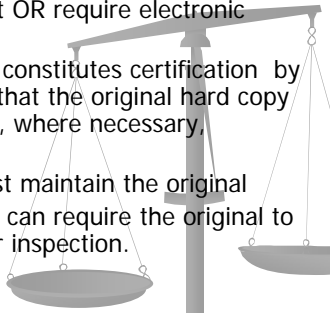 t OR require electronic
constitutes certification by
that the original hard copy
, where necessary,
st maintain the original
can require the original to
r inspection.